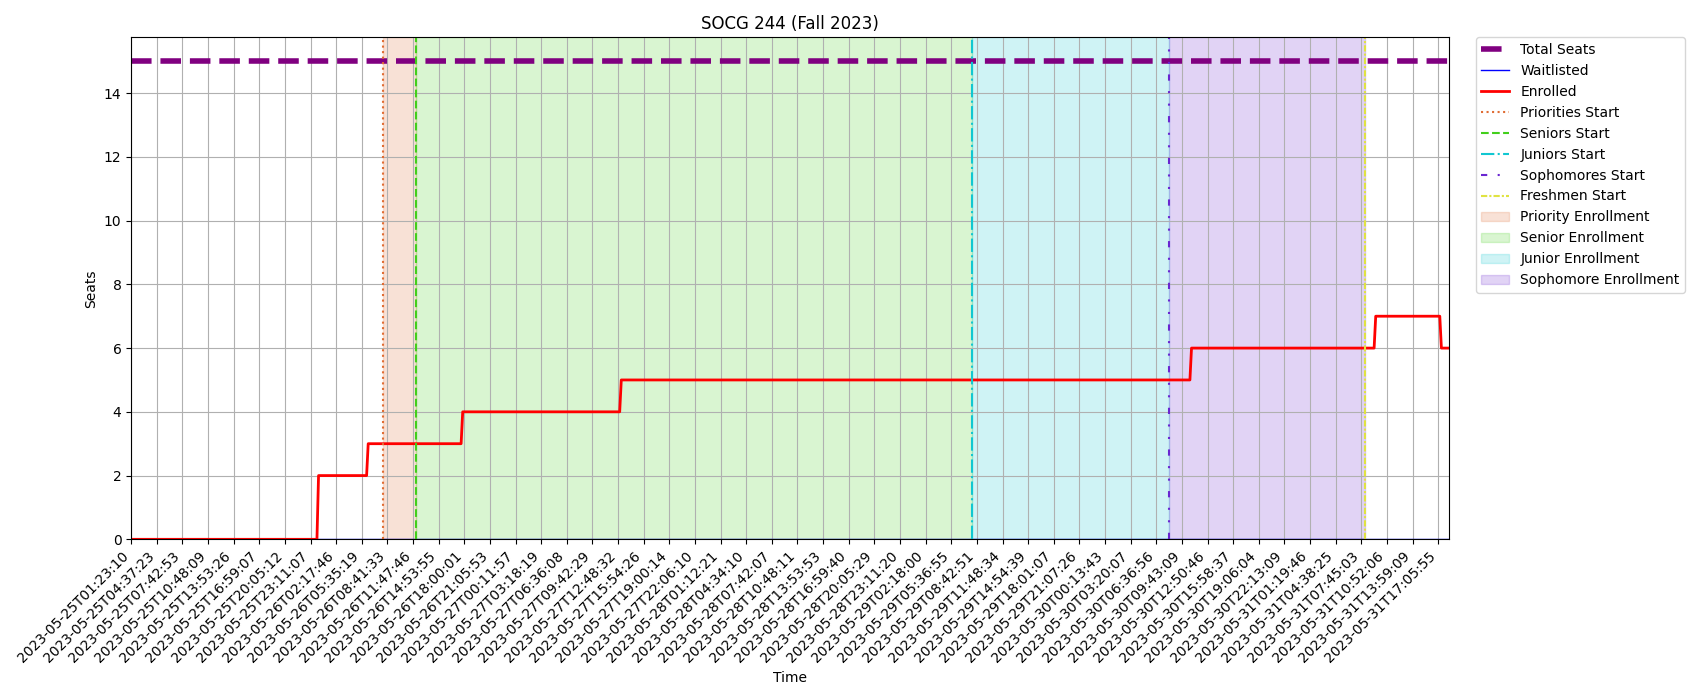 SOCG 244 (Fall 2023)
Total Seats
Waitlisted
Enrolled
Priorities Start
Seniors Start
Juniors Start
Sophomores Start
Freshmen Start
Priority Enrollment
Senior Enrollment
Junior Enrollment
Sophomore Enrollment
Seats
14
12
10
8
6
4
2
0
2023-05-25T01:23:10
2023-05-25T04:37:23
2023-05-25T07:42:53
2023-05-25T10:48:09
2023-05-25T13:53:26
2023-05-25T16:59:07
2023-05-25T20:05:12
2023-05-25T23:11:07
2023-05-26T02:17:46
2023-05-26T05:35:19
2023-05-26T08:41:33
2023-05-26T11:47:46
2023-05-26T14:53:55
2023-05-26T18:00:01
2023-05-26T21:05:53
2023-05-27T00:11:57
2023-05-27T03:18:19
2023-05-27T06:36:08
2023-05-27T09:42:29
2023-05-27T12:48:32
2023-05-27T15:54:26
2023-05-27T19:00:14
2023-05-27T22:06:10
2023-05-28T01:12:21
2023-05-28T04:34:10
2023-05-28T07:42:07
2023-05-28T10:48:11
2023-05-28T13:53:53
2023-05-28T16:59:40
2023-05-28T20:05:29
2023-05-28T23:11:20
2023-05-29T02:18:00
2023-05-29T05:36:55
2023-05-29T08:42:51
2023-05-29T11:48:34
2023-05-29T14:54:39
2023-05-29T18:01:07
2023-05-29T21:07:26
2023-05-30T00:13:43
2023-05-30T03:20:07
2023-05-30T06:36:56
2023-05-30T09:43:09
2023-05-30T12:50:46
2023-05-30T15:58:37
2023-05-30T19:06:04
2023-05-30T22:13:09
2023-05-31T01:19:46
2023-05-31T04:38:25
2023-05-31T07:45:03
2023-05-31T10:52:06
2023-05-31T13:59:09
2023-05-31T17:05:55
Time